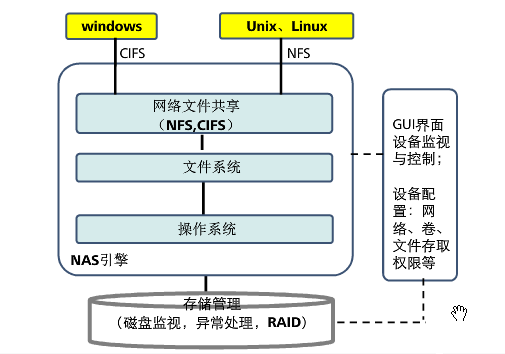 windows
Unix、Linux
CIFS
NFS
网络文件共享
（NFS,CIFS）
文件系统
操作系统
NAS引擎
GUI界面
设备监视
与控制；
设备配
置：网
络、卷、
文件存取
权限等
存储管理
（磁盘监视，异常处理，RAID）